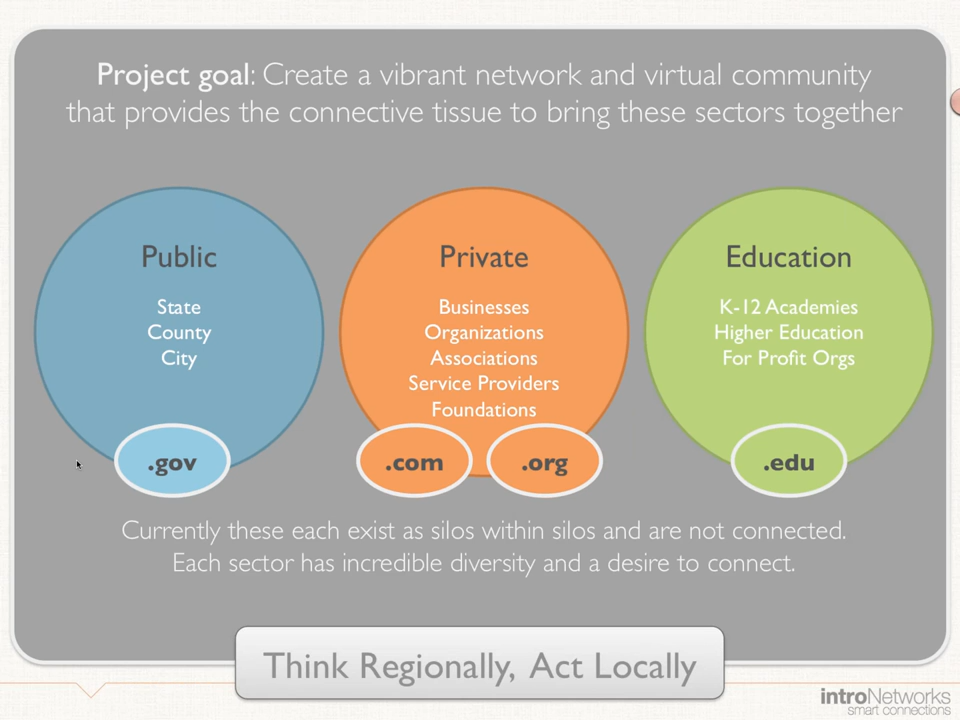 Project goal: Create a vibrant network and virtual community
that provides the connective tissue to bring these sectors together
Public
State
County
City
.gov
Private
Businesses
Organizations
Associations
Service Providers
Foundations
.com
.org
Education
K-12 Academies
Higher Education
For Profit Orgs
.edu
Currently these each exist as silos within silos and are not connected.
Each sector has incredible diversity and a desire to connect.
Think Regionally, Act Locally
introNetworks
smart connections